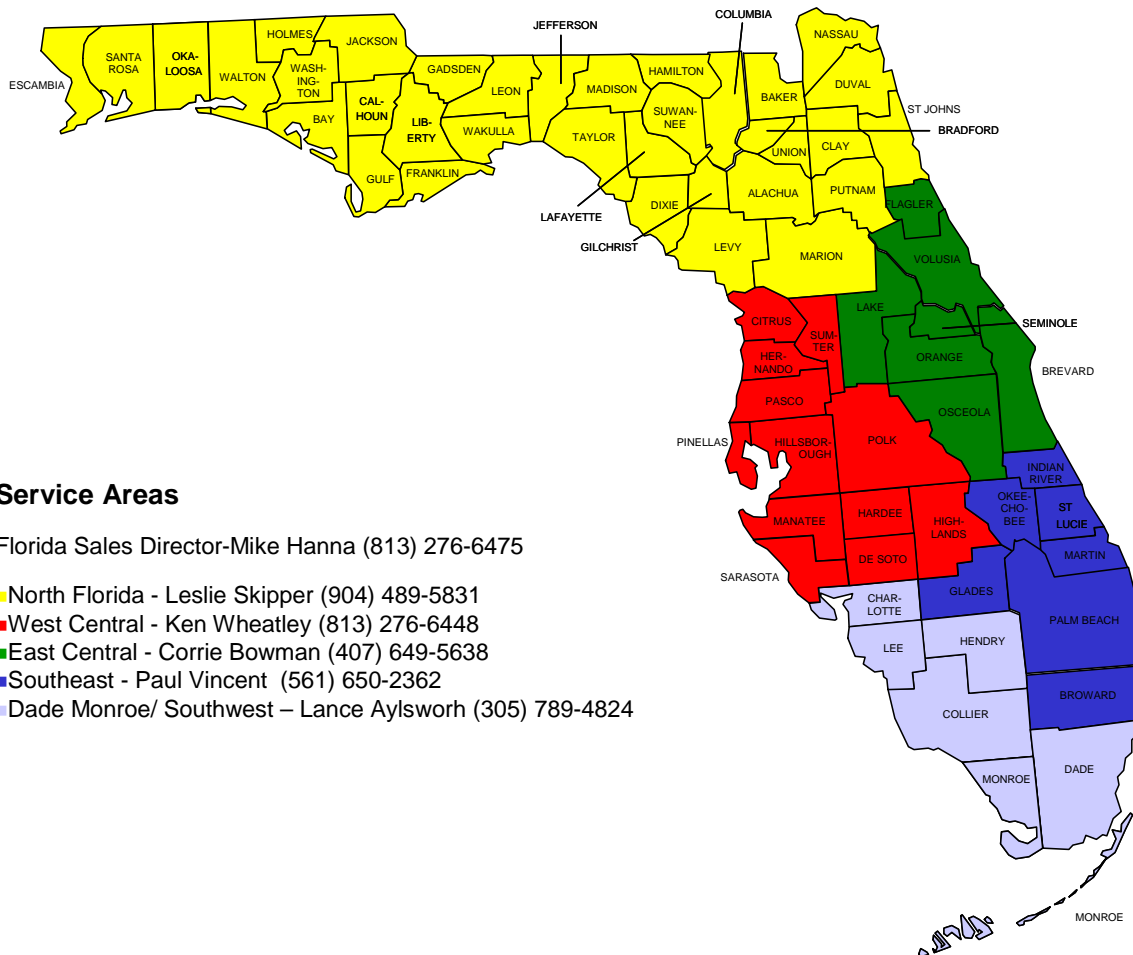 COLUMBIA
JEFFERSON
NASSAU
HOLMES
JACKSON
SANTA
ROSA
OKA-
LOOSA
WALTON
WASH-
ING-
TON
ESCAMBIA
GADSDEN
HAMILTON
DUVAL
LEON
MADISON
BAKER
CAL-
HOUN
BAY
ST JOHNS
SUWAN-
NEE
LIB-
ERTY
WAKULLA
TAYLOR
BRADFORD
UNION
CLAY
GULF
FRANKLIN
ALACHUA
PUTNAM
DIXIE
FLAGLER
LAFAYETTE
GILCHRIST
LEVY
MARION
VOLUSIA
LAKE
CITRUS
SUM-
TER
SEMINOLE
HER-
NANDO
ORANGE
BREVARD
PASCO
OSCEOLA
PINELLAS
HILLSBOR-
OUGH
POLK
INDIAN
RIVER
OKEE-
CHO-
BEE
ST
LUCIE
MANATEE
HARDEE
HIGH-
LANDS
MARTIN
DE SOTO
SARASOTA
GLADES
CHAR-
LOTTE
PALM BEACH
LEE
HENDRY
BROWARD
COLLIER
DADE
MONROE
MONROE
Service Areas
Florida Sales Director-Mike Hanna (813) 276-6475
North Florida - Leslie Skipper (904) 489-5831
West Central - Ken Wheatley (813) 276-6448
East Central - Corrie Bowman (407) 649-5638
Southeast - Paul Vincent  (561) 650-2362
Dade Monroe/ Southwest – Lance Aylsworh (305) 789-4824